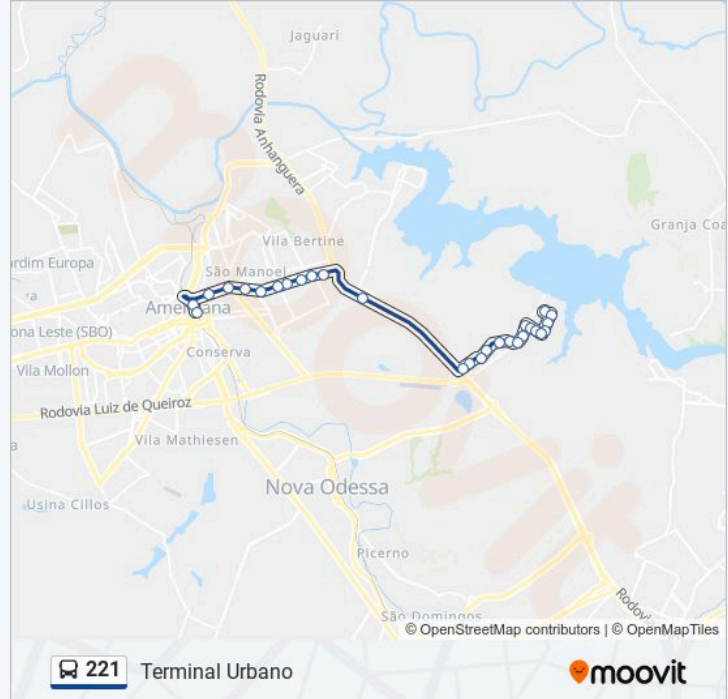 Jaguari
Rodovia Anhanguera
Granja Coa
Vila Bertine
rdim Europa
São Manoel
va
Americana
ona Leste (SBO)
Conserva
Vila Mollon
Rodovia Luiz de Queiroz
Vila Mathiesen
a
Nova Odessa
Usina Cillos
Picerno
São Domingos
Rodovi
© OpenStreetMap contributors | © OpenMapTiles
221 Terminal Urbano
moovit